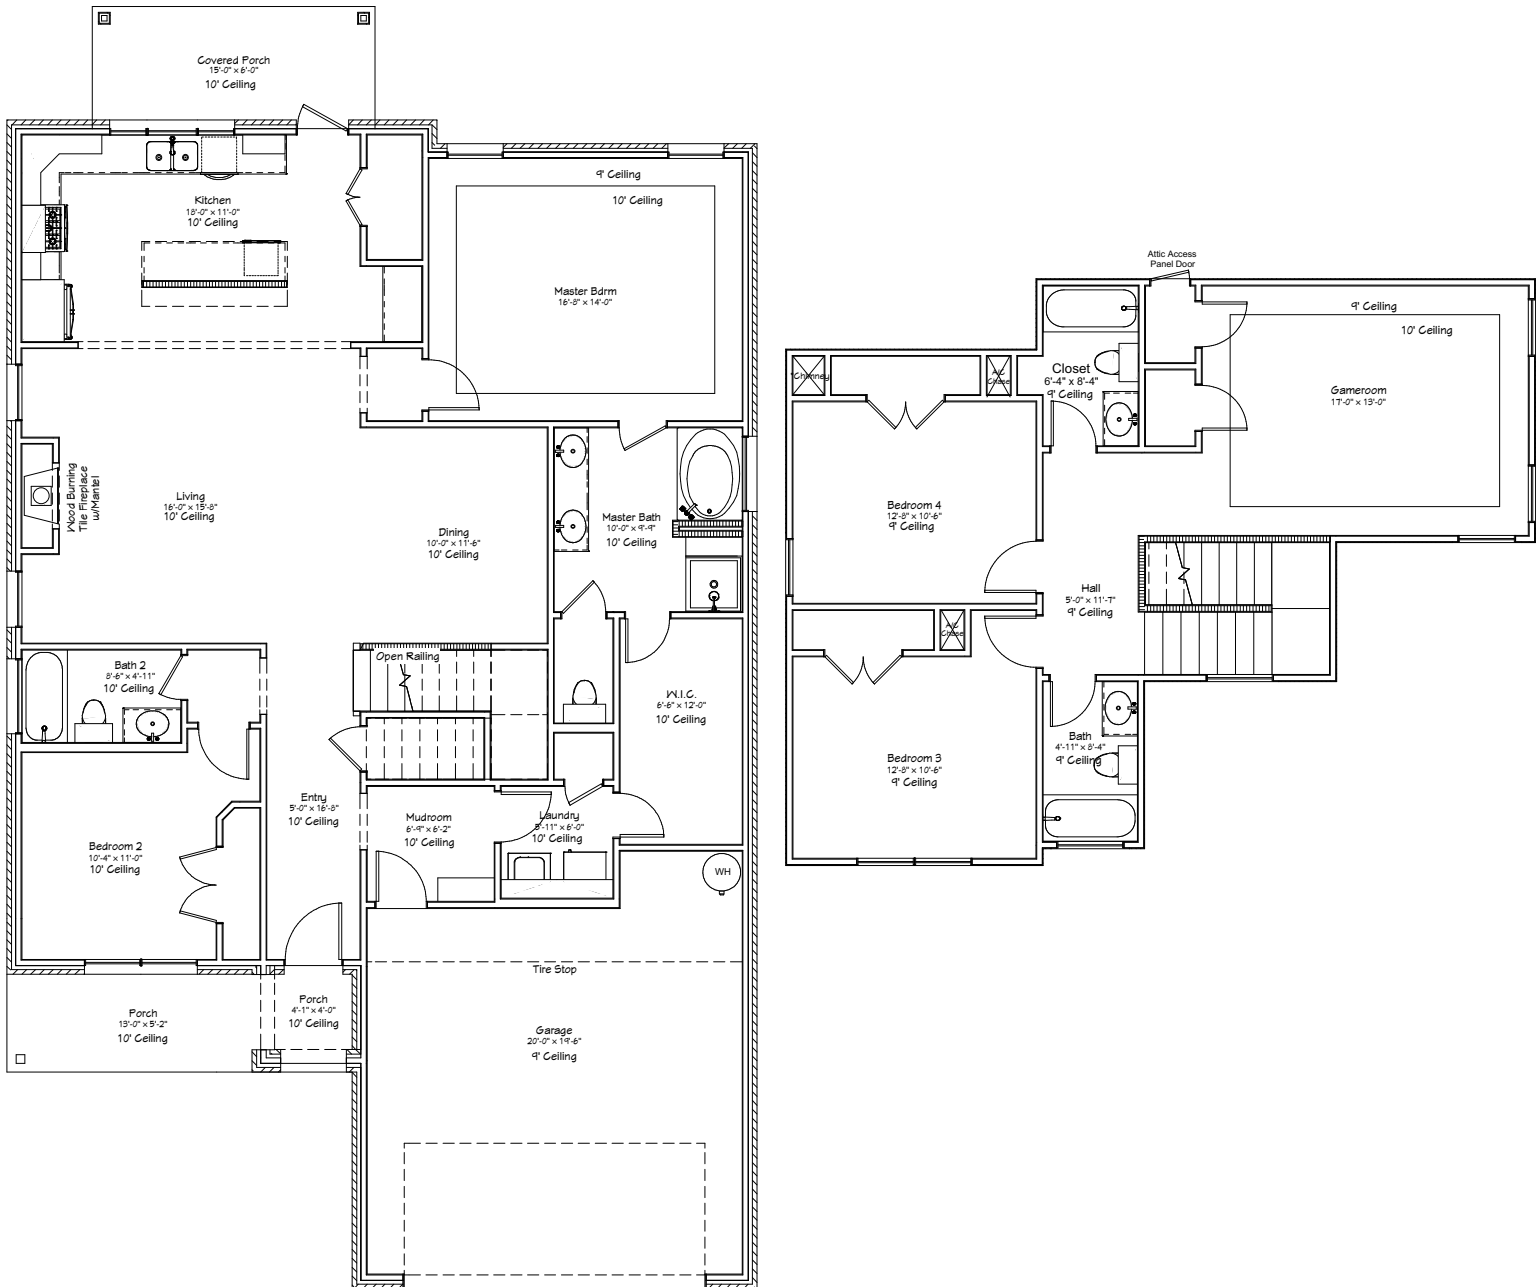 Covered Porch
15'-0" x 6'-0"
10' Ceiling
Kitchen
18'-0" x 11'-0"
10' Ceiling
9' Ceiling
10' Ceiling
Master Bdrm
16'-8" x 14'-0"
Wood Burning
Tile Fireplace
w/Mantel
Living
16'-0" x 15'-8"
10' Ceiling
Dining
10'-0" x 11'-6"
10' Ceiling
Master Bath
10'-0" x 9'-9"
10' Ceiling
Bath 2
8'-6" x 4'-11"
10' Ceiling
Open Railing
W.I.C.
6'-6" x 12'-0"
10' Ceiling
Entry
5'-0" x 16'-8"
10' Ceiling
Mudroom
6'-9" x 6'-2"
10' Ceiling
Laundry
5'-11" x 6'-0"
10' Ceiling
Bedroom 2
10'-4" x 11'-0"
10' Ceiling
WH
Tire Stop
Porch
13'-0" x 5'-2"
10' Ceiling
Porch
4'-1" x 4'-0"
10' Ceiling
Garage
20'-0" x 19'-6"
9' Ceiling
Attic Access
Panel Door
9' Ceiling
10' Ceiling
Gameroom
17'-0" x 13'-0"
"Chimney
A/C
Chase
Closet
6'-4" x 8'-4"
9' Ceiling
Bedroom 4
12'-8" x 10'-6"
9' Ceiling
Hall
5'-0" x 11'-7"
9' Ceiling
A/C
Chase
Bedroom 3
12'-8" x 10'-6"
9' Ceiling
Bath
4'-11" x 8'-4"
9' Ceiling